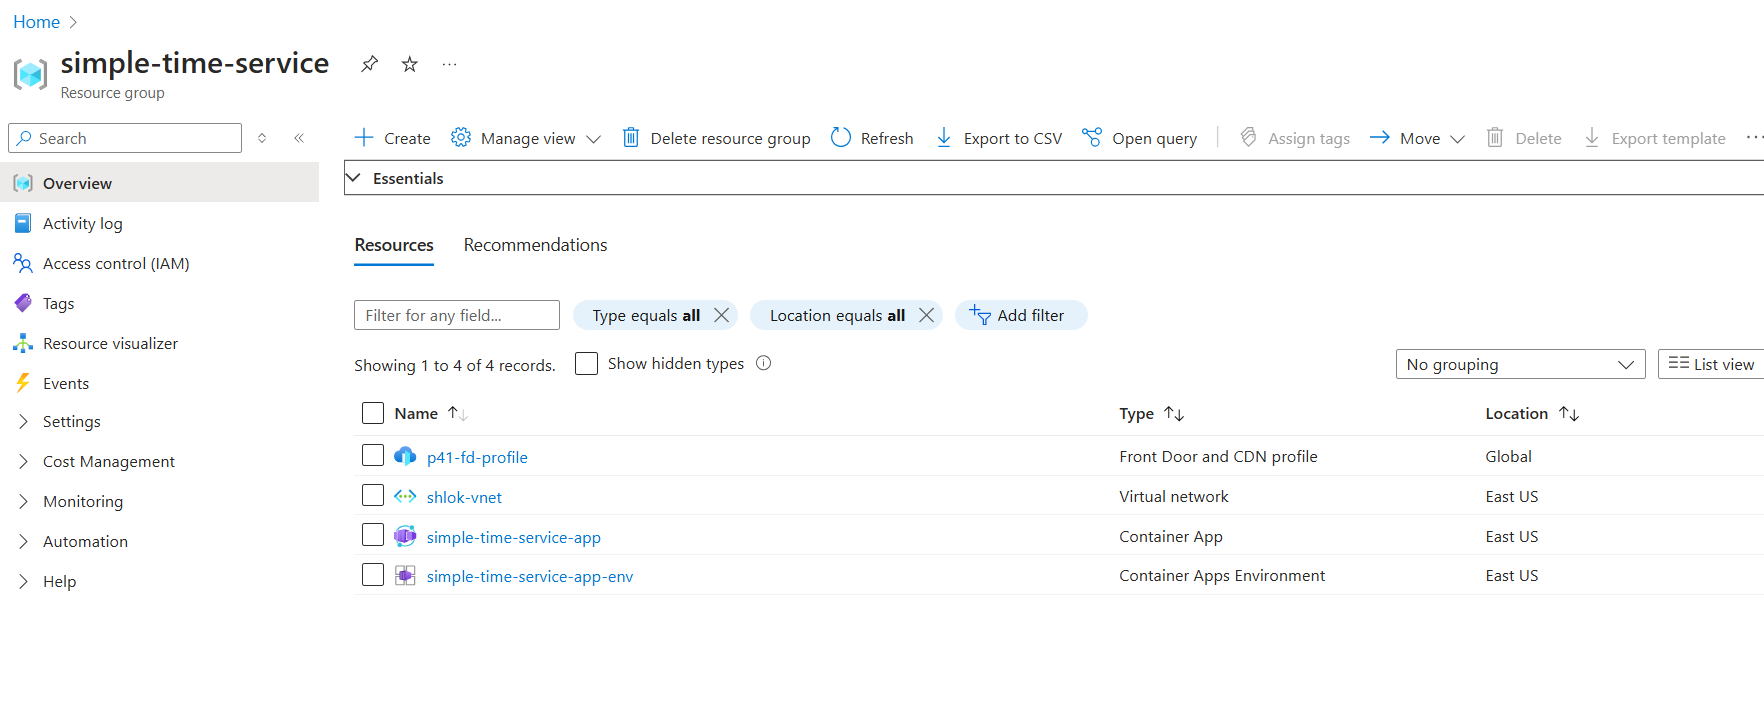 Home
simple-time-service
Resource group
Search
Create Manage view Delete resource group Refresh Export to CSV Open query Assign tags Move Delete Export template
Overview
Essentials
Activity log
Access control (IAM)
Tags
Resource visualizer
Events
Settings
Cost Management
Monitoring
Automation
Help
Resources Recommendations
Filter for any field... Type equals all Location equals all Add filter
Showing 1 to 4 of 4 records. Show hidden types No grouping List view
Name Type Location
p41-fd-profile Front Door and CDN profile Global
shlok-vnet Virtual network East US
simple-time-service-app Container App East US
simple-time-service-app-env Container Apps Environment East US